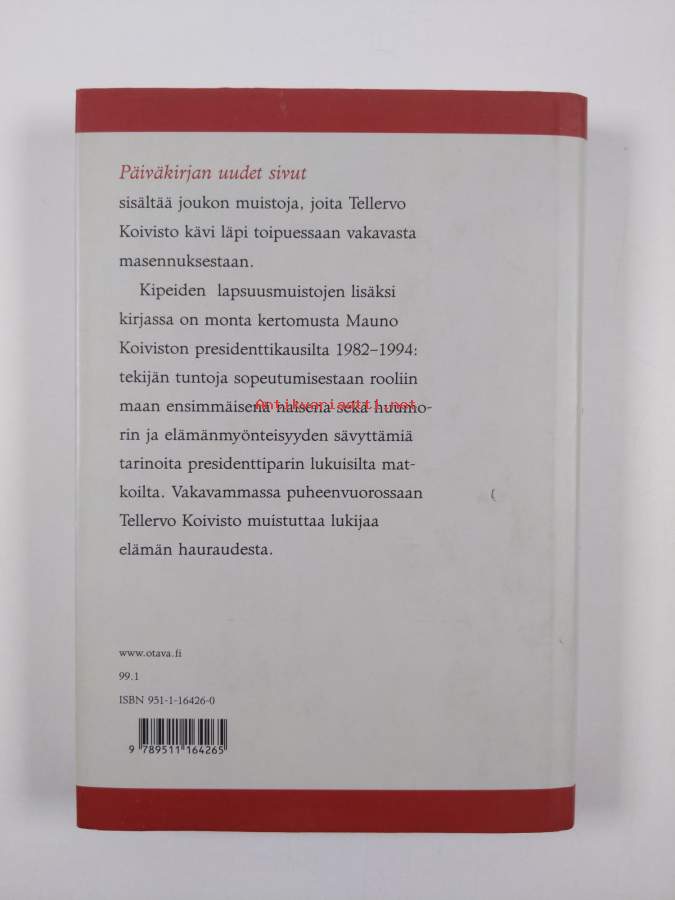 Päiväkirjan uudet sivut
sisältää joukon muistoja, joita Tellervo
Koivisto kävi läpi toipuessaan vakavasta
masennuksestaan.
Kipeiden lapsuusmuistojen lisäksi
kirjassa on monta kertomusta Mauno
Koiviston presidenttikausilta 1982–1994:
tekijän tuntoja sopeutumisestaan rooliin
maan ensimmäisenä naisena sekä huumo-
Antikvariaatti.net
rin ja elämänmyönteisyyden sävyttämiä
tarinoita presidenttiparin lukuisilta mat-
koilta. Vakavammassa puheenvuorossaan
Tellervo Koivisto muistuttaa lukijaa
elämän hauraudesta.
www.otava.fi
99.1
ISBN 951-1-16426-0
9 789511 164265